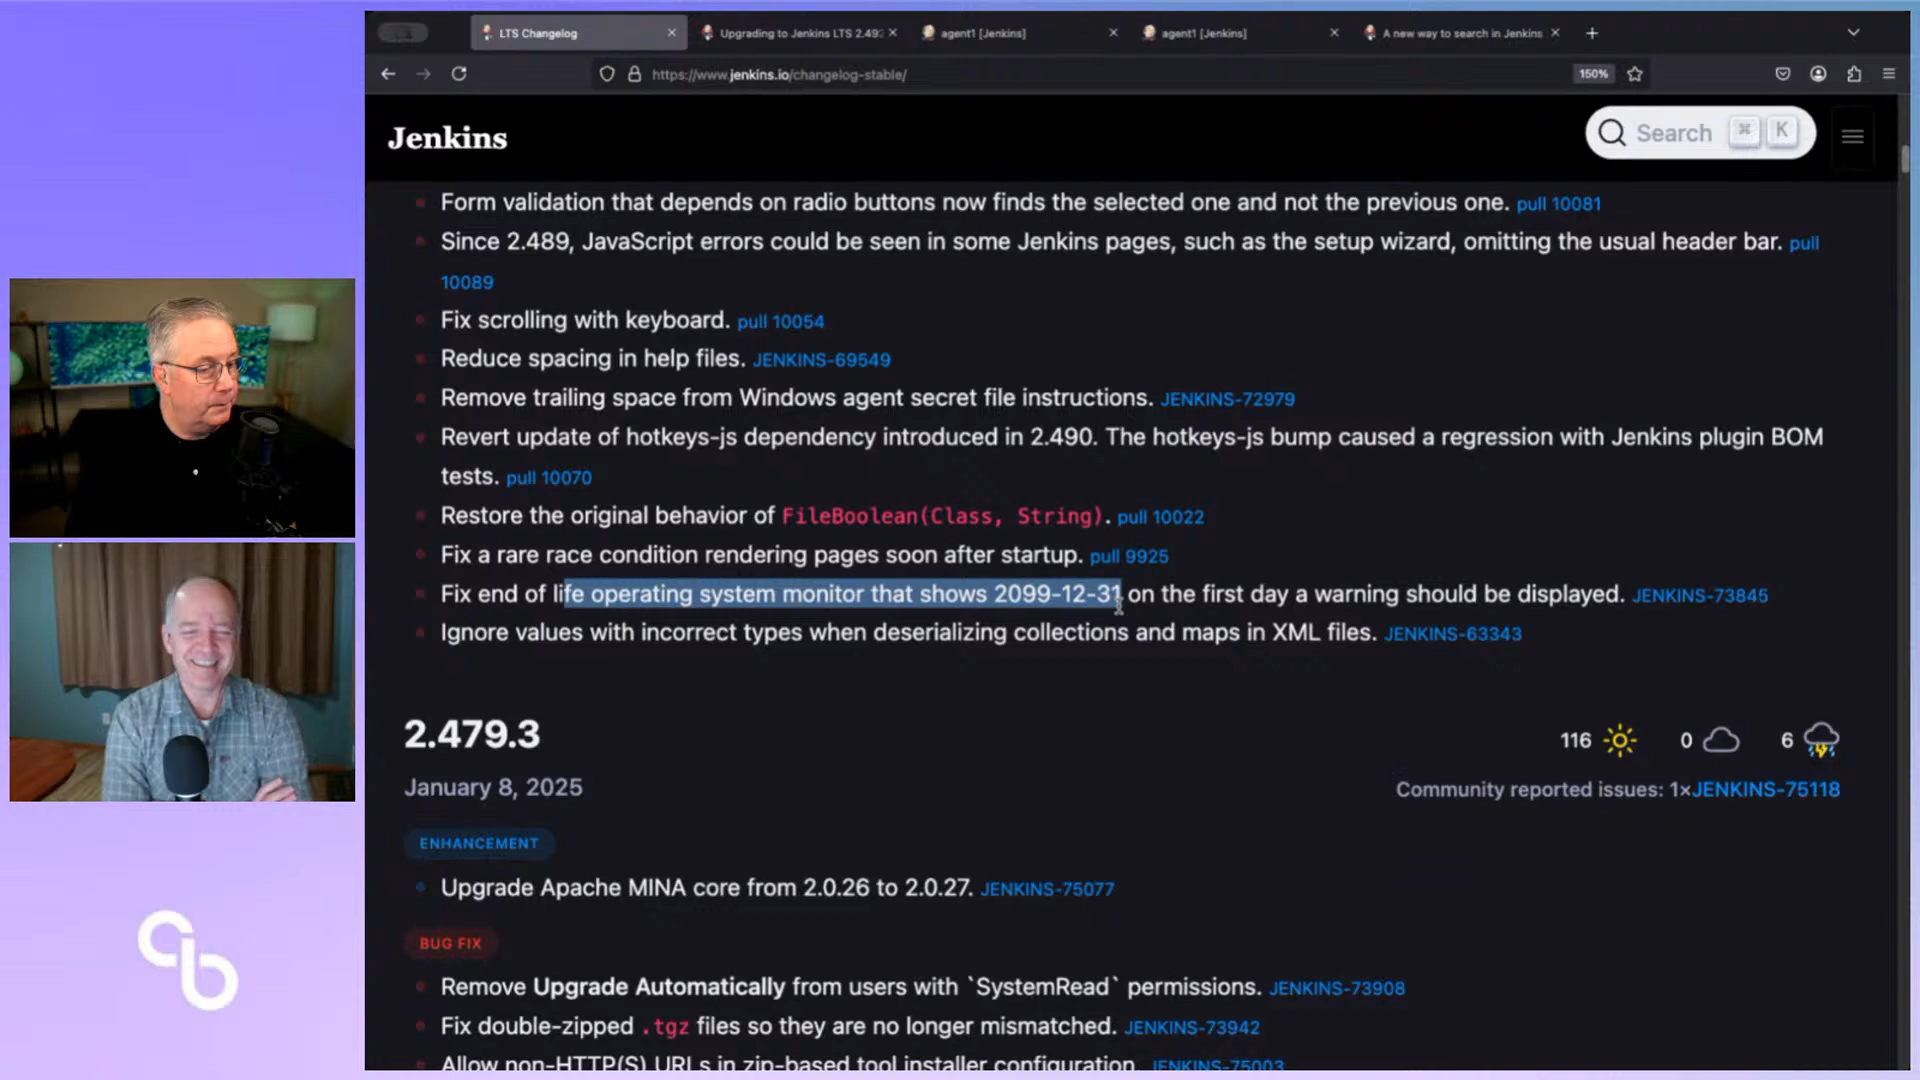 LTS Changelog
Upgrading to Jenkins LTS 2.49
agent1 [Jenkins]
agent1 [Jenkins]
A new way to search in Jenkins
https://www.jenkins.io/changelog-stable/
150%
Jenkins
Search ⌘ K
Form validation that depends on radio buttons now finds the selected one and not the previous one. pull 10081
Since 2.489, JavaScript errors could be seen in some Jenkins pages, such as the setup wizard, omitting the usual header bar. pull
10089
Fix scrolling with keyboard. pull 10054
Reduce spacing in help files. JENKINS-69549
Remove trailing space from Windows agent secret file instructions. JENKINS-72979
Revert update of hotkeys-js dependency introduced in 2.490. The hotkeys-js bump caused a regression with Jenkins plugin BOM
tests. pull 10070
Restore the original behavior of FileBoolean(Class, String). pull 10022
Fix a rare race condition rendering pages soon after startup. pull 9925
Fix end of life operating system monitor that shows 2099-12-31 on the first day a warning should be displayed. JENKINS-73845
Ignore values with incorrect types when deserializing collections and maps in XML files. JENKINS-63343
2.479.3
116 0 6
January 8, 2025
Community reported issues: 1×JENKINS-75118
ENHANCEMENT
Upgrade Apache MINA core from 2.0.26 to 2.0.27. JENKINS-75077
BUG FIX
Remove Upgrade Automatically from users with `SystemRead` permissions. JENKINS-73908
Fix double-zipped .tgz files so they are no longer mismatched. JENKINS-73942
Allow non-HTTP(S) URLs in zip-based tool installer configuration. JENKINS-75003